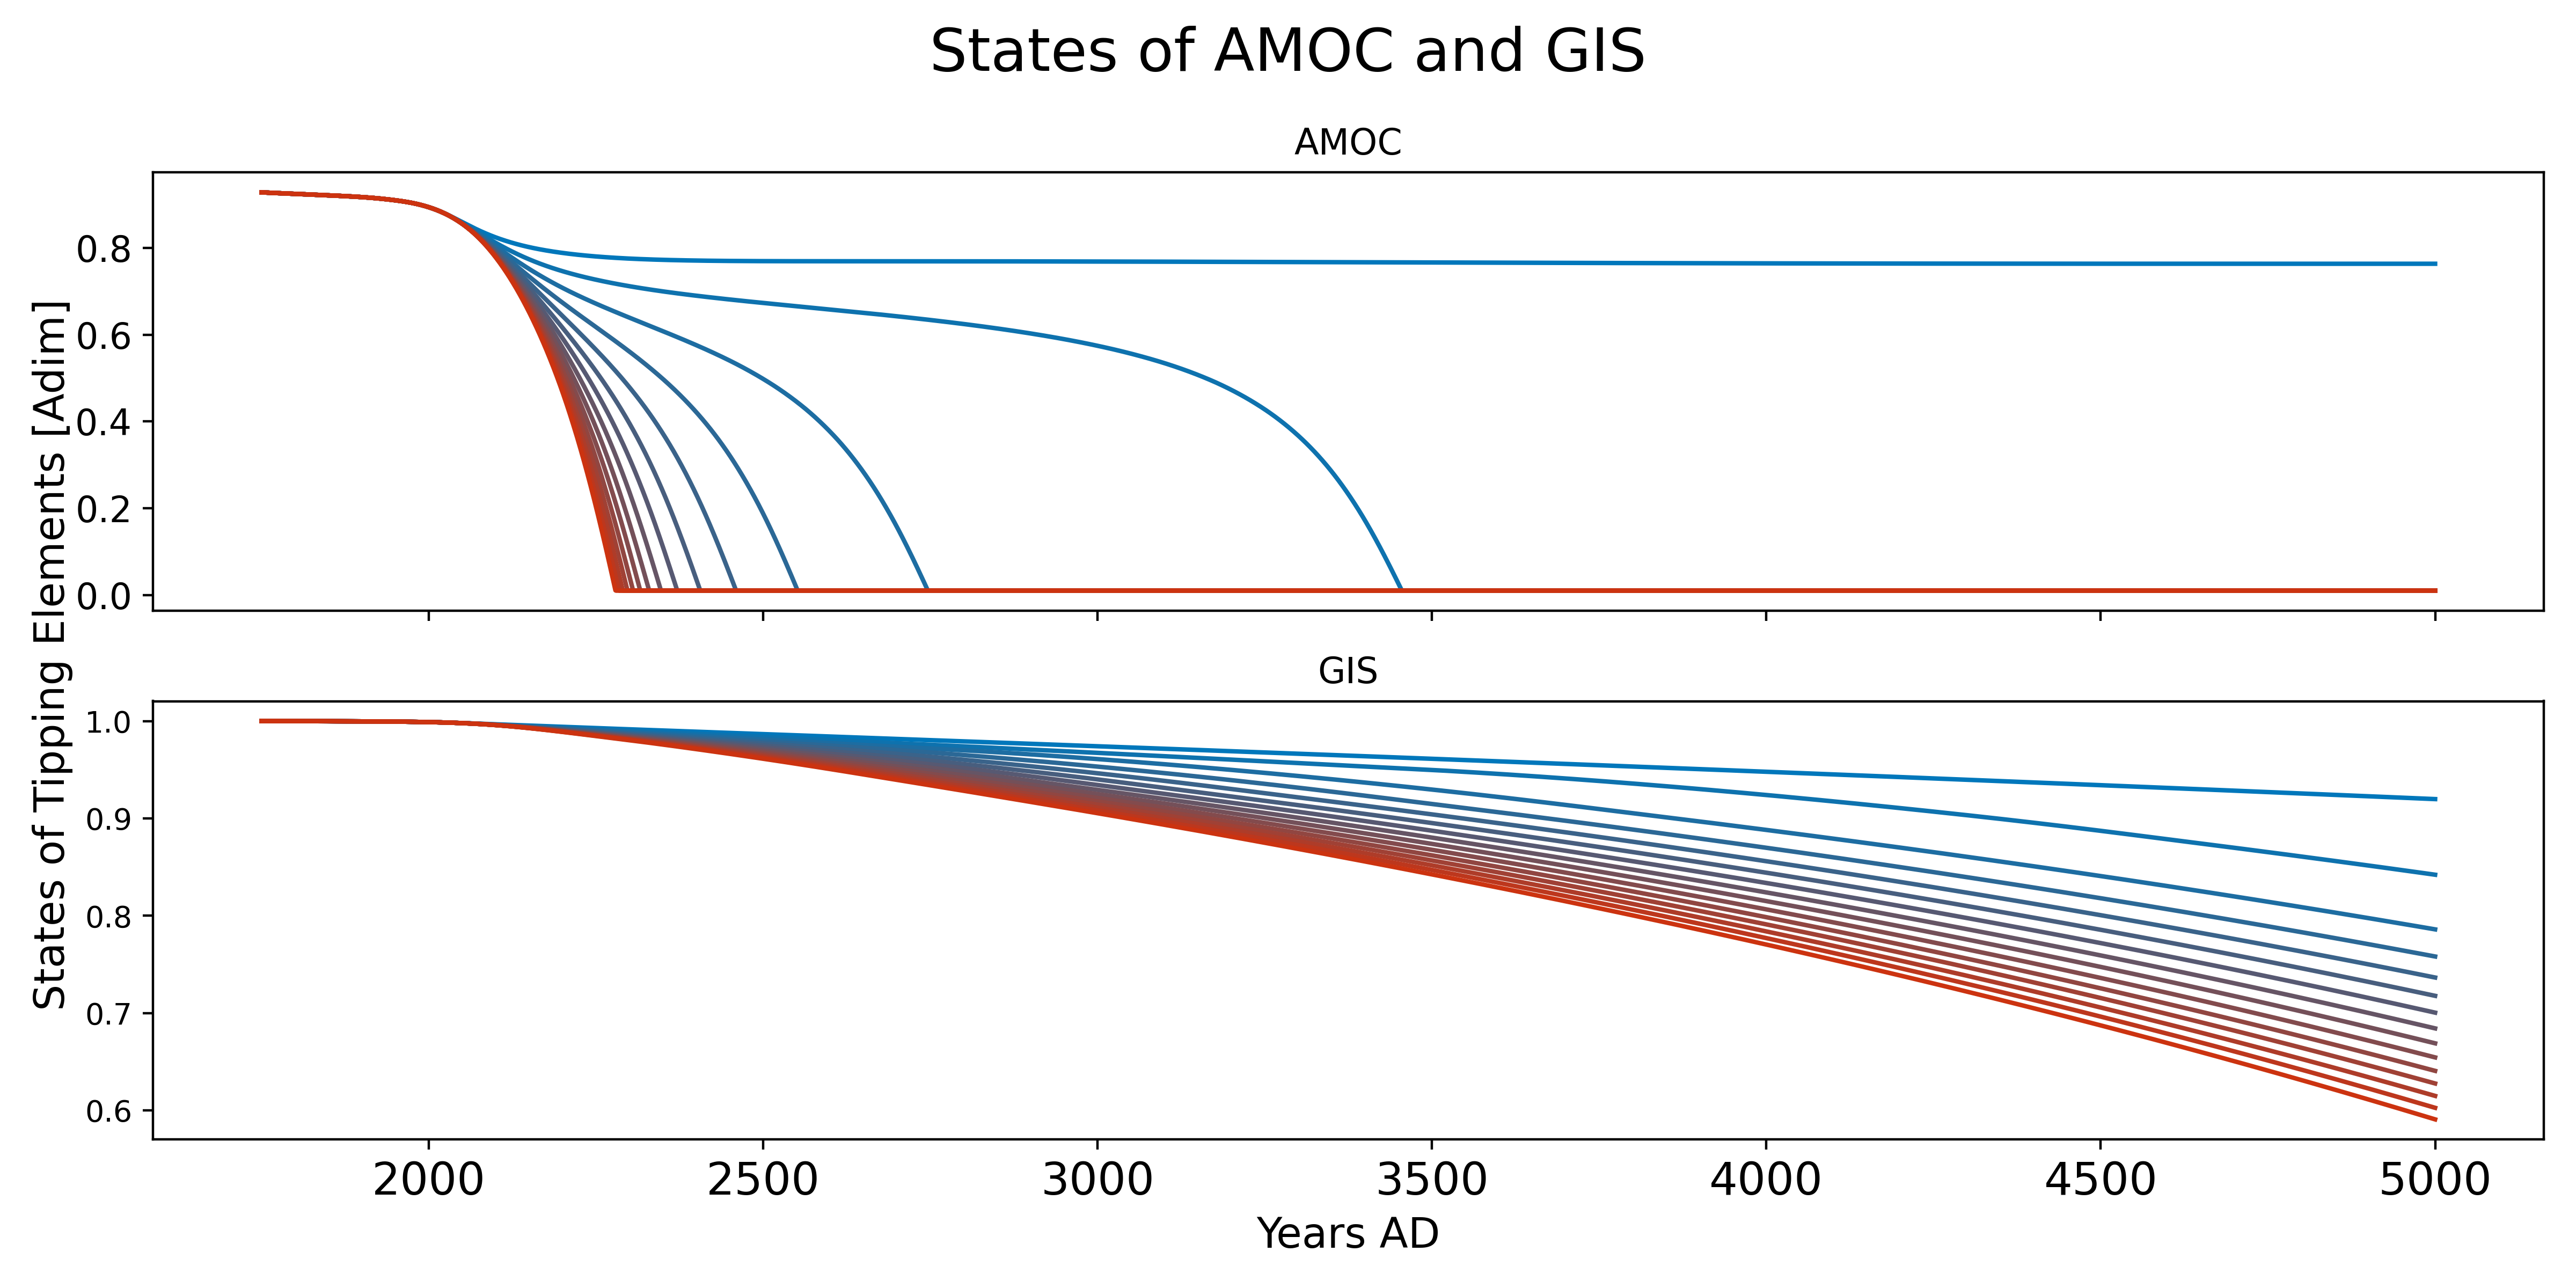 States of AMOC and GIS
AMOC
0.8
0.6
0.4
0.2
0.0
States of Tipping Elements [Adim]
GIS
1.0
0.9
0.8
0.7
0.6
2000 2500 3000 3500 4000 4500 5000
Years AD